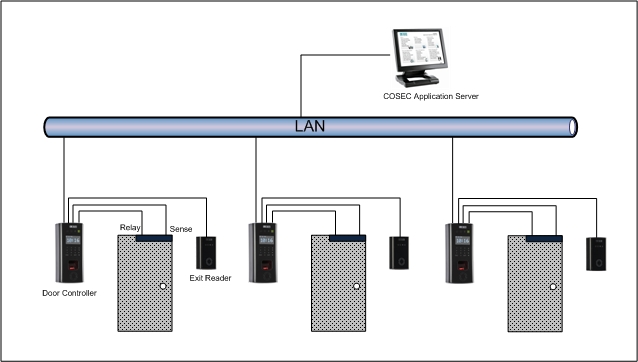 COSEC Application Server
LAN
Relay
Sense
Exit Reader
Door Controller